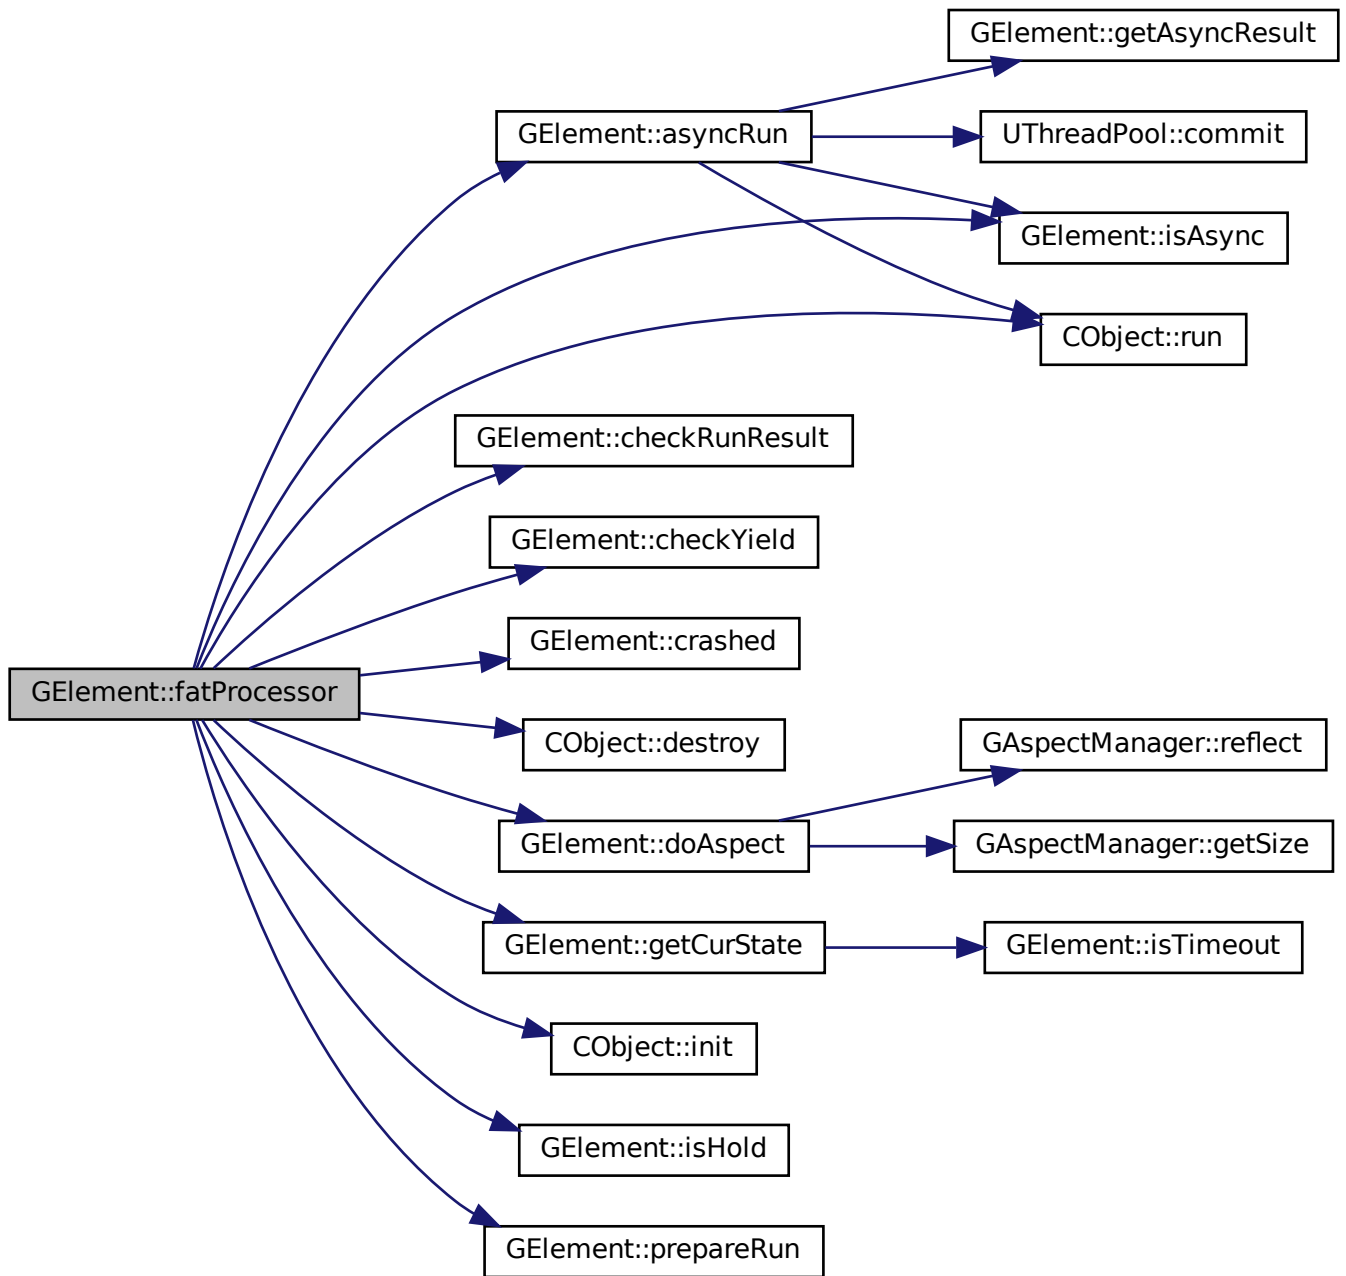 GElement::getAsyncResult
GElement::asyncRun
UThreadPool::commit
GElement::isAsync
CObject::run
GElement::checkRunResult
GElement::checkYield
GElement::crashed
GElement::fatProcessor
CObject::destroy
GAspectManager::reflect
GElement::doAspect
GAspectManager::getSize
GElement::getCurState
GElement::isTimeout
CObject::init
GElement::isHold
GElement::prepareRun